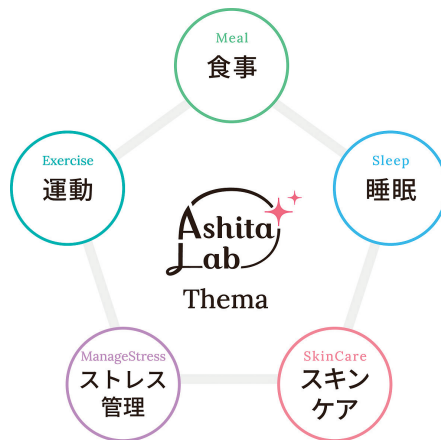 Meal
食事
Exercise
運動
Sleep
睡眠
Ashita
Lab
Thema
ManageStress
ストレス
管理
SkinCare
スキン
ケア